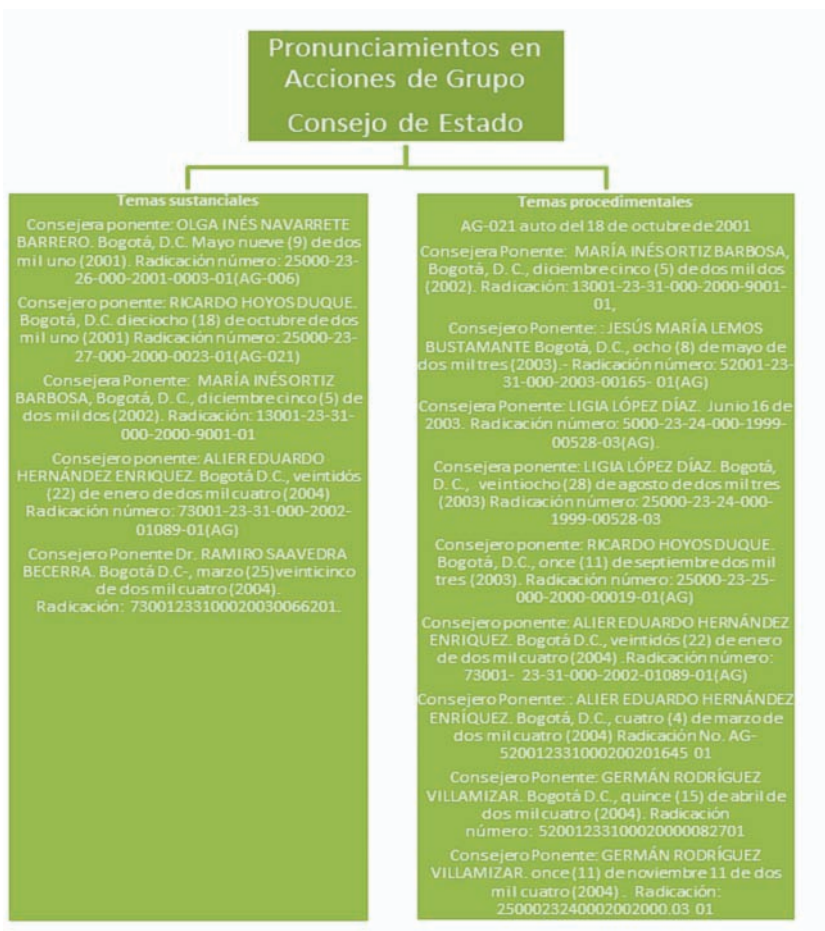 Pronunciamientos en
Acciones de Grupo
Consejo de Estado
Temas sustanciales
Consejera ponente: OLGA INÉS NAVARRETE
BARRERO. Bogotá, D.C. Mayo nueve (9) de dos
mil uno (2001). Radicación número: 25000-23-
26-000-2001-0003-01(AG-006)
Consejero ponente: RICARDO HOYOS DUQUE.
Bogotá, D.C. dieciocho (18) de octubre de dos
mil uno (2001) Radicación número: 25000-23-
27-000-2000-0023-01(AG-021)
Consejera Ponente: MARÍA INÉS ORTIZ
BARBOSA, Bogotá, D. C., diciembre cinco (5) de
dos mil dos (2002). Radicación: 13001-23-31-
000-2000-9001-01
Consejero ponente: ALIER EDUARDO
HERNÁNDEZ ENRIQUEZ. Bogotá D.C., veintidós
(22) de enero de dos mil cuatro (2004)
Radicación número: 73001-23-31-000-2002-
01089-01(AG)
Consejero Ponente Dr. RAMIRO SAAVEDRA
BECERRA. Bogotá D.C-, marzo (25)veinticinco
de dos mil cuatro (2004).
Radicación: 73001233100020030066201.
Temas procedimentales
AG-021 auto del 18 de octubre de 2001
Consejera Ponente: MARÍA INÉS ORTIZ BARBOSA,
Bogotá, D. C., diciembre cinco (5) de dos mil dos
(2002). Radicación: 13001-23-31-000-2000-9001-
01,
Consejero Ponente: : JESÚS MARÍA LEMOS
BUSTAMANTE Bogotá, D.C., ocho (8) de mayo de
dos mil tres (2003).- Radicación número: 52001-23-
31-000-2003-00165- 01(AG)
Consejera Ponente: LIGIA LÓPEZ DÍAZ. Junio 16 de
2003. Radicación número: 5000-23-24-000-1999-
00528-03(AG).
Consejera ponente: LIGIA LÓPEZ DÍAZ. Bogotá,
D. C., veintiocho (28) de agosto de dos mil tres
(2003) Radicación número: 25000-23-24-000-
1999-00528-03
Consejero ponente: RICARDO HOYOS DUQUE.
Bogotá, D.C., once (11) de septiembre dos mil
tres (2003). Radicación número: 25000-23-25-
000-2000-00019-01(AG)
Consejero ponente: ALIER EDUARDO HERNÁNDEZ
ENRIQUEZ. Bogotá D.C., veintidós (22) de enero
de dos mil cuatro (2004) .Radicación número:
73001- 23-31-000-2002-01089-01(AG)
Consejero Ponente: : ALIER EDUARDO HERNÁNDEZ
ENRÍQUEZ. Bogotá, D.C., cuatro (4) de marzo de
dos mil cuatro (2004) Radicación No. AG-
520012331000200201645 01
Consejero Ponente: GERMÁN RODRÍGUEZ
VILLAMIZAR. Bogotá D.C., quince (15) de abril de
dos mil cuatro (2004). Radicación
número: 52001233100020000082701
Consejero Ponente: GERMÁN RODRÍGUEZ
VILLAMIZAR. once (11) de noviembre 11 de dos
mil cuatro (2004) . Radicación:
25000232400020020​00.03 01